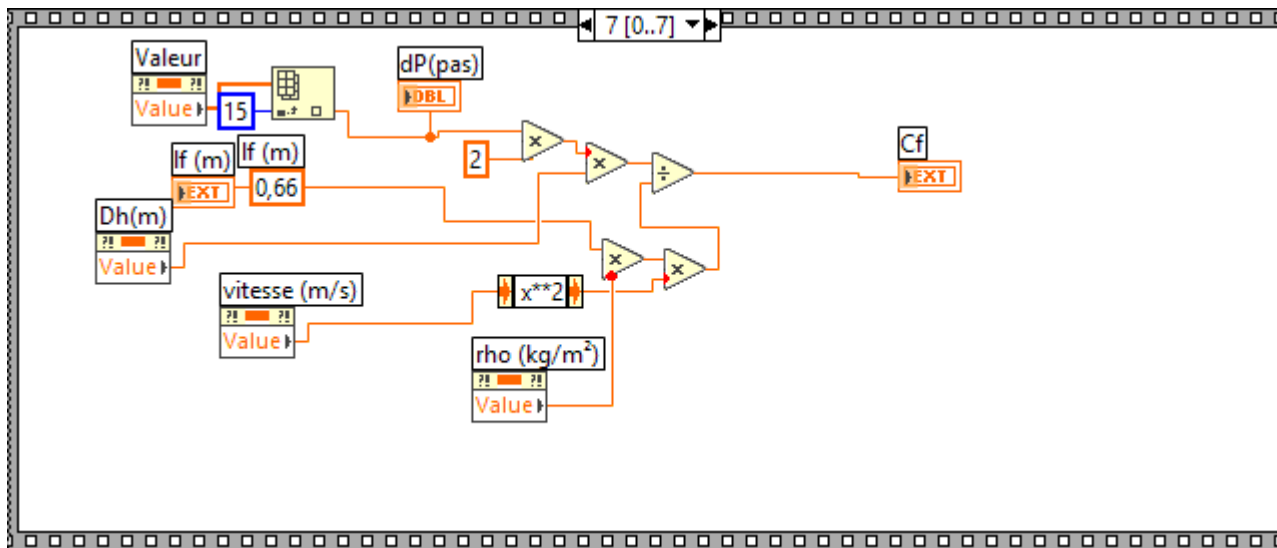 7 [0..7]
Valeur
Value
15
dP(pas)
DBL
2
x
x
÷
Cf
EXT
lf (m)
EXT
lf (m)
0,66
Dh(m)
Value
x
x
vitesse (m/s)
Value
x**2
rho (kg/m²)
Value